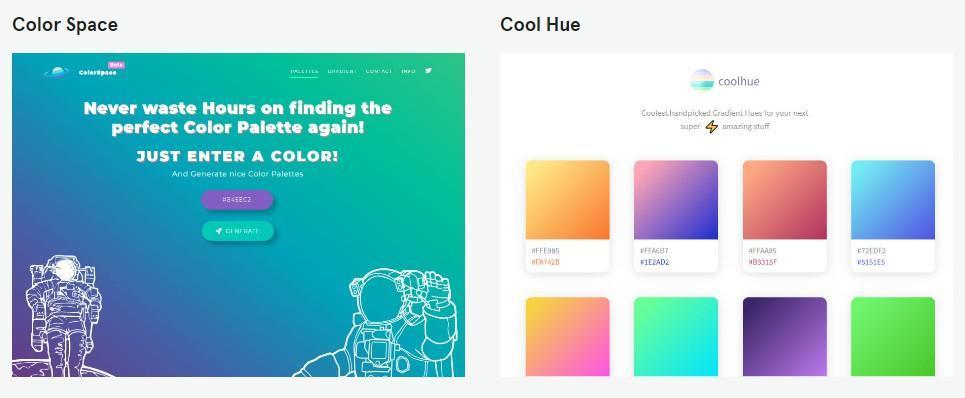 Color Space
Beta
ColorSpace
PALETTES GRADIENT CONTACT INFO
Never waste Hours on finding the
perfect Color Palette again!
JUST ENTER A COLOR!
And Generate nice Color Palettes
GENERATE
Cool Hue
coolhue
Coolest handpicked Gradient Hues for your next
super ⚡ amazing stuff
#FFE985
#FA742B
#FFA6B7
#1E2AD2
#FFAA85
#B3315F
#72EDF2
#5151E5